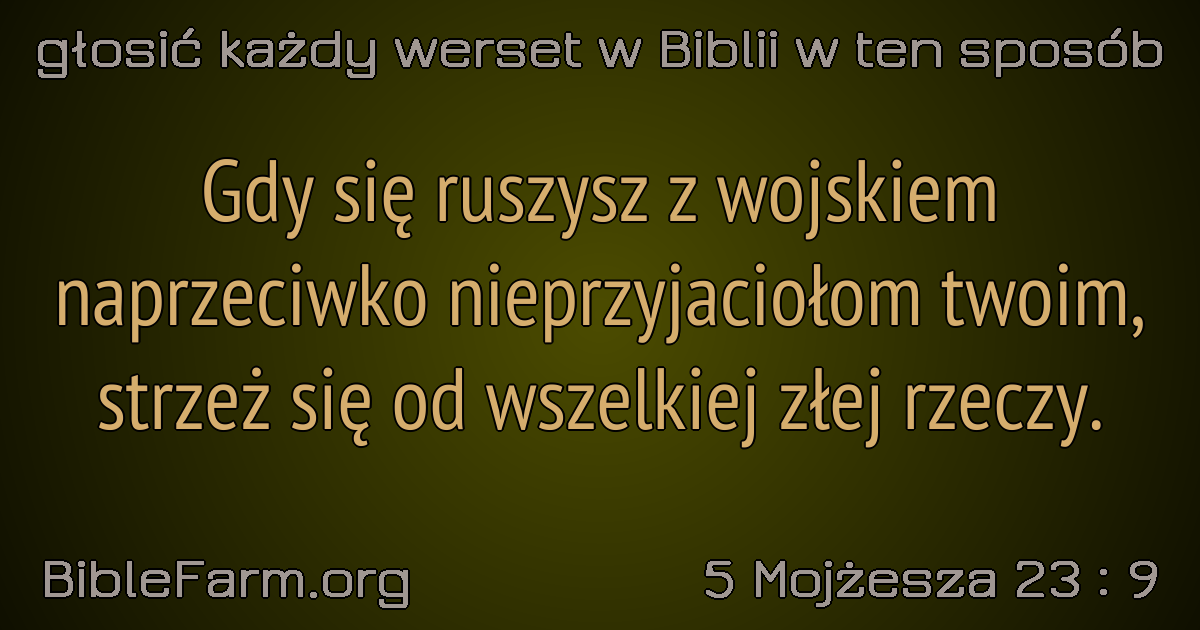 głosić każdy werset w Biblii w ten sposób
Gdy się ruszysz z wojskiem
naprzeciwko nieprzyjaciołom twoim,
strzeż się od wszelkiej złej rzeczy.
BibleFarm.org
5 Mojżesza 23 : 9